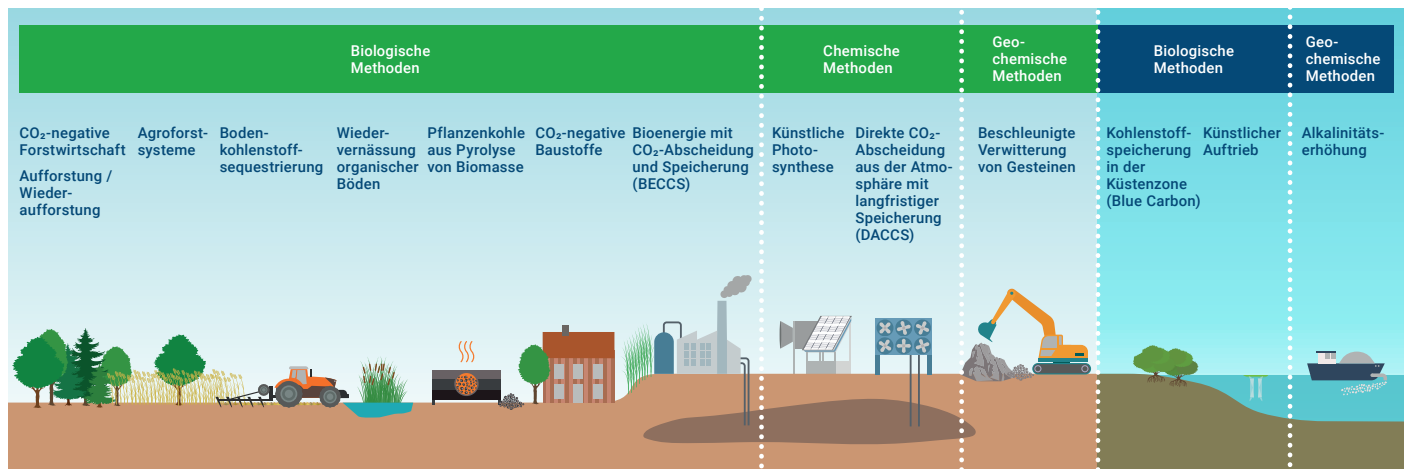 Biologische
Methoden
Chemische
Methoden
Geo-
chemische
Methoden
Biologische
Methoden
Geo-
chemische
Methoden
CO₂-negative
Forstwirtschaft
Aufforstung /
Wieder-
aufforstung
Agroforst-
systeme
Boden-
kohlenstoff-
sequestrierung
Wieder-
vernässung
organischer
Böden
Pflanzenkohle
aus Pyrolyse
von Biomasse
CO₂-negative
Baustoffe
Bioenergie mit
CO₂-Abscheidung
und Speicherung
(BECCS)
Künstliche
Photo-
synthese
Direkte CO₂-
Abscheidung
aus der Atmo-
sphäre mit
langfristiger
Speicherung
(DACCS)
Beschleunigte
Verwitterung
von Gesteinen
Kohlenstoff-
speicherung
in der
Küstenzone
(Blue Carbon)
Künstlicher
Auftrieb
Alkalinitäts-
erhöhung